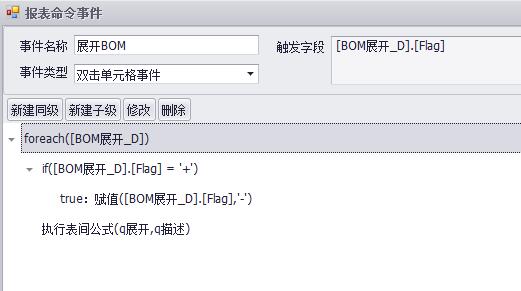 报表命令事件
事件名称 展开BOM 触发字段 [BOM展开_D].[Flag]
事件类型 双击单元格事件
新建同级 新建子级 修改 删除
foreach([BOM展开_D])
if([BOM展开_D].[Flag] = '+')
true：赋值([BOM展开_D].[Flag],'-')
执行表间公式(q展开,q描述)